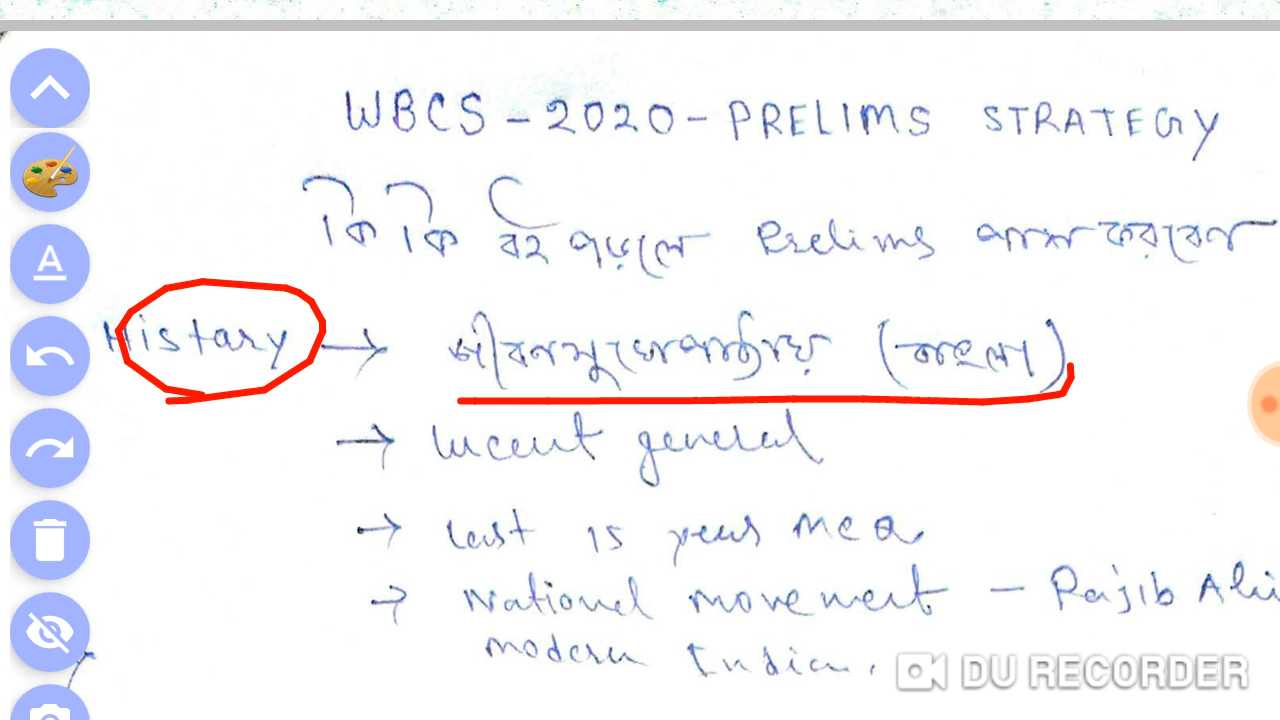 WBCS - 2020 - PRELIMS STRATEGY
কি কি বই পড়লে Prelims পাশ করবেন
History → জীবন মুখোপাধ্যায় (বাংলা)
→ Lucent general
→ Last 15 years MCQ
→ National movement - Rajib Ahi
modern India.
DU RECORDER